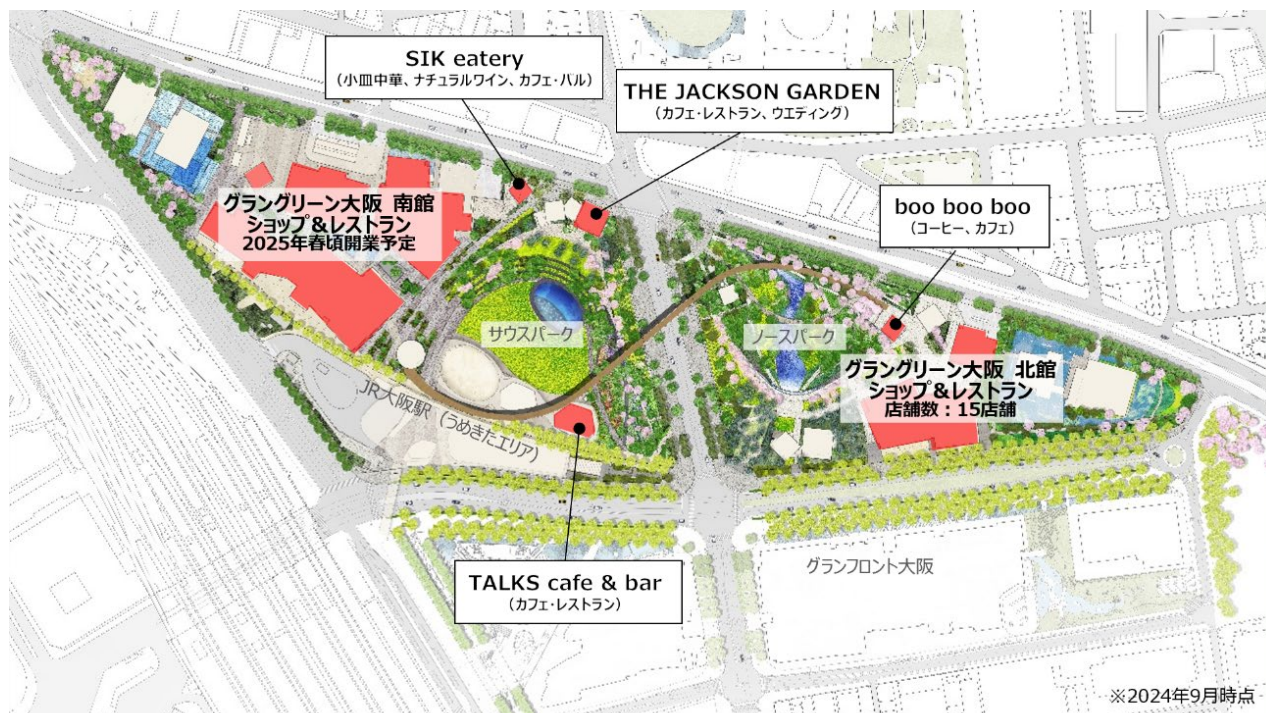 SIK eatery
（小皿中華、ナチュラルワイン、カフェ・バル）
THE JACKSON GARDEN
（カフェ・レストラン、ウエディング）
boo boo boo
（コーヒー、カフェ）
グラングリーン大阪 南館
ショップ＆レストラン
2025年春頃開業予定
サウスパーク
ノースパーク
グラングリーン大阪 北館
ショップ＆レストラン
店舗数：15店舗
JR大阪駅（うめきたエリア）
TALKS cafe & bar
（カフェ・レストラン）
グランフロント大阪
※2024年9月時点